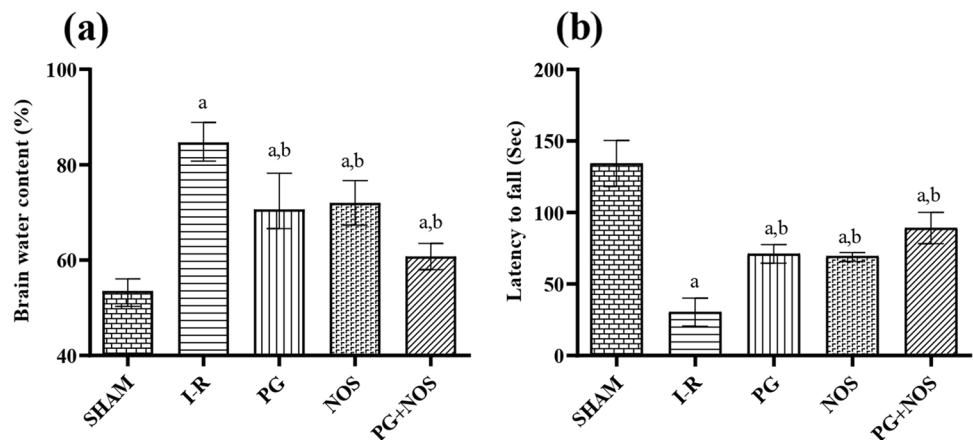 (a)
Brain water content (%)
100
80
60
40
a
a,b
a,b
a,b
SHAM
I-R
PG
NOS
PG+NOS
(b)
Latency to fall (Sec)
200
150
100
50
0
a
a,b
a,b
a,b
SHAM
I-R
PG
NOS
PG+NOS